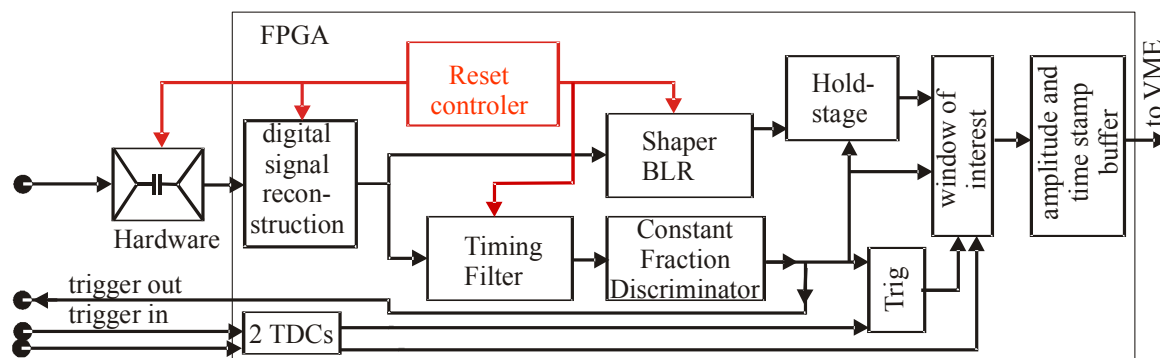 FPGA
Reset
controler
Hold-
stage
Shaper
BLR
digital
signal
recon-
struction
Hardware
Timing
Filter
Constant
Fraction
Discriminator
Trig
window of
interest
amplitude and
time stamp
buffer
to VME
trigger out
trigger in
2 TDCs